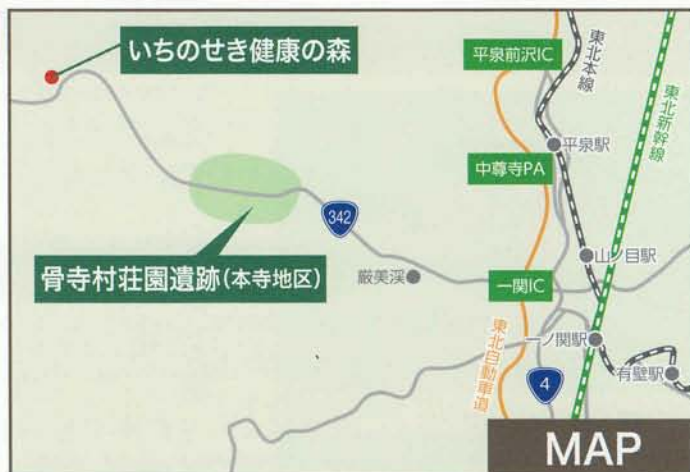 いちのせき健康の森
平泉前沢IC
東北本線
東北新幹線
平泉駅
中尊寺PA
342
骨寺村荘園遺跡(本寺地区)
厳美渓
山ノ目駅
一関IC
東北自動車道
一ノ関駅
有壁駅
4
MAP